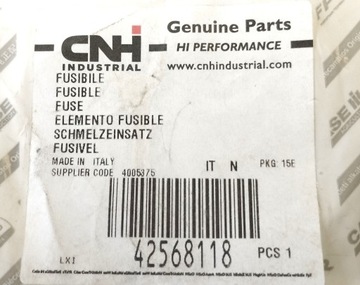 CNH
INDUSTRIAL
Genuine Parts
HI PERFORMANCE
www.cnhindustrial.com
FUSIBILE
FUSIBLE
FUSE
ELEMENTO FUSIBLE
SCHMELZEINSATZ
FUSIVEL
MADE IN ITALY
SUPPLIER CODE 4005375
IT N PKG: 15E
LXI 42568118 PCS 1